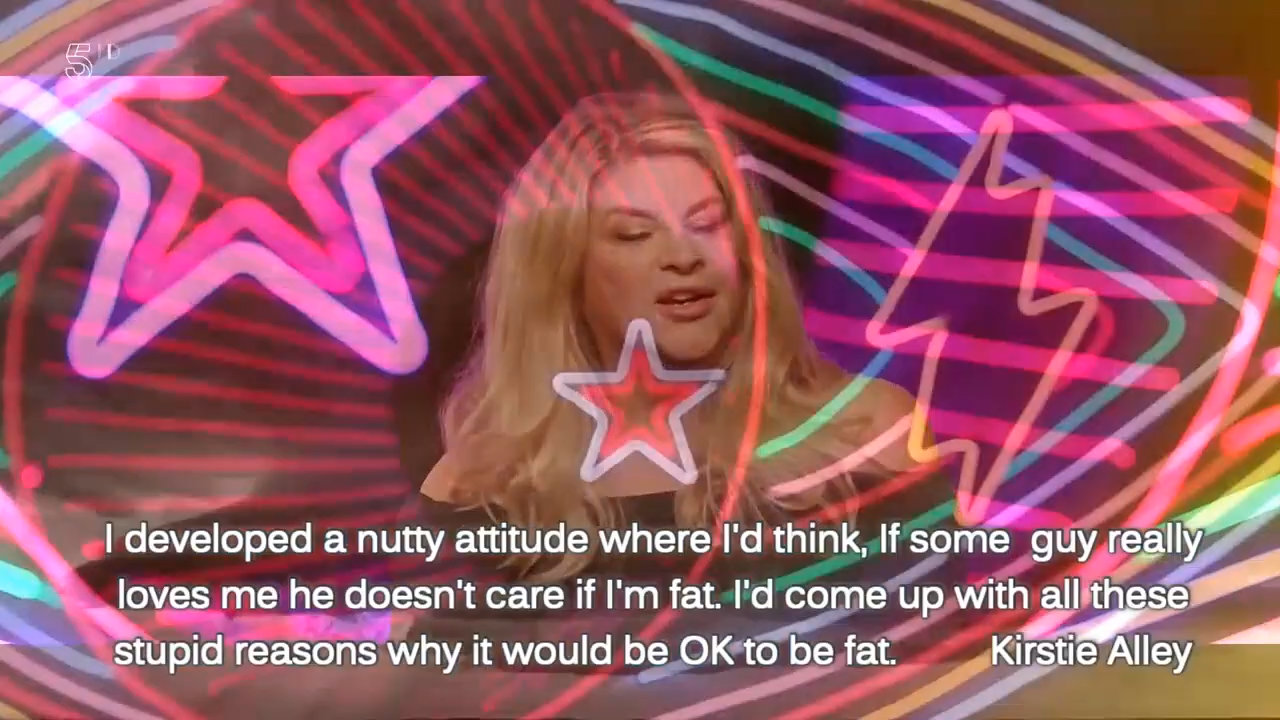 5
I developed a nutty attitude where I'd think, If some guy really
loves me he doesn't care if I'm fat. I'd come up with all these
stupid reasons why it would be OK to be fat. Kirstie Alley